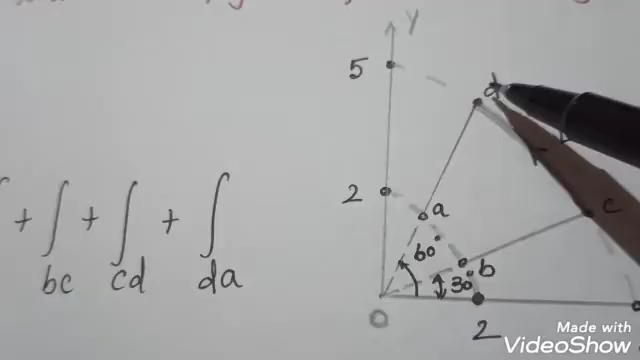 Y
5
d
2
a
c
60°
b
30°
+ ∫bc + ∫cd + ∫da
O
2
Made with
VideoShow